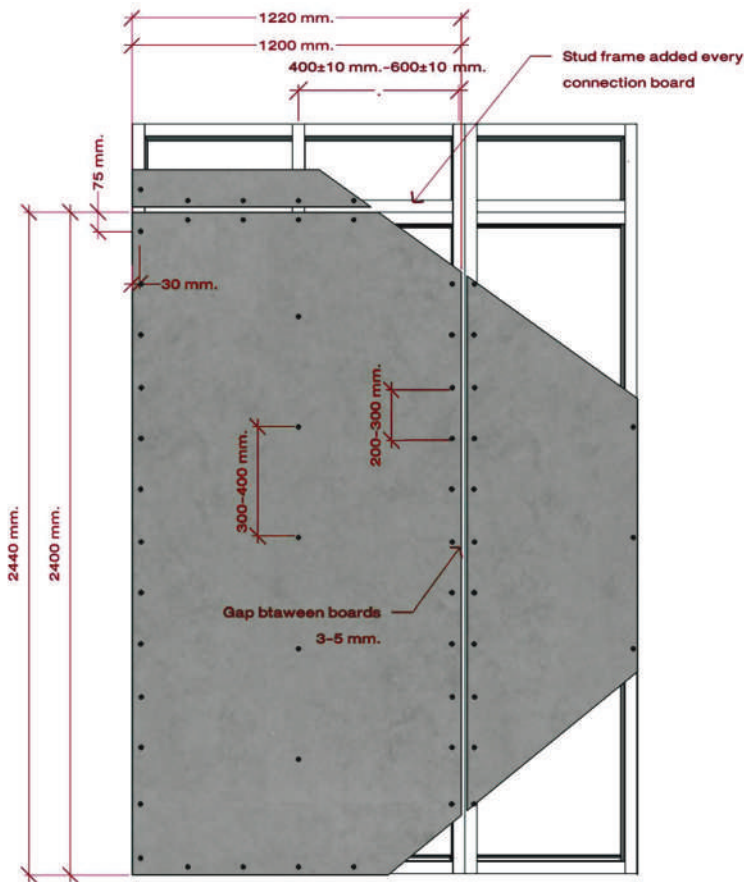 1220 mm.
1200 mm.
400±10 mm.-600±10 mm.
Stud frame added every
connection board
75 mm.
30 mm.
200-300 mm.
300-400 mm.
2440 mm.
2400 mm.
Gap btaween boards
3-5 mm.